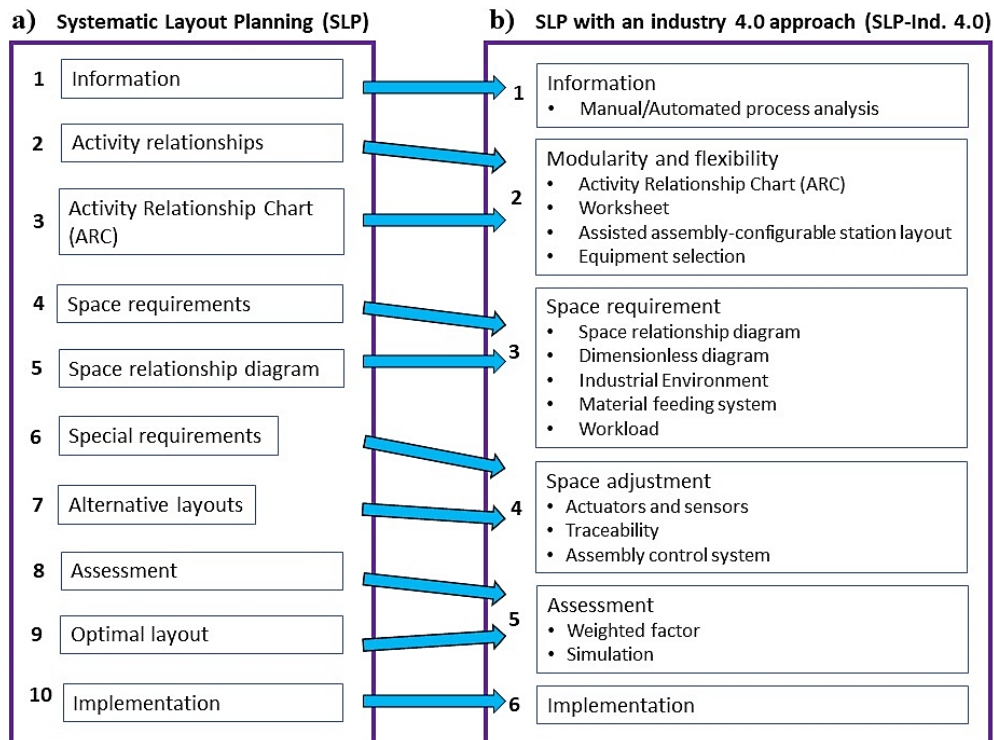 a) Systematic Layout Planning (SLP)
1 Information
2 Activity relationships
3 Activity Relationship Chart
(ARC)
4 Space requirements
5 Space relationship diagram
6 Special requirements
7 Alternative layouts
8 Assessment
9 Optimal layout
10 Implementation
b) SLP with an industry 4.0 approach (SLP-Ind. 4.0)
1 Information
• Manual/Automated process analysis
2 Modularity and flexibility
• Activity Relationship Chart (ARC)
• Worksheet
• Assisted assembly-configurable station layout
• Equipment selection
3 Space requirement
• Space relationship diagram
• Dimensionless diagram
• Industrial Environment
• Material feeding system
• Workload
4 Space adjustment
• Actuators and sensors
• Traceability
• Assembly control system
5 Assessment
• Weighted factor
• Simulation
6 Implementation